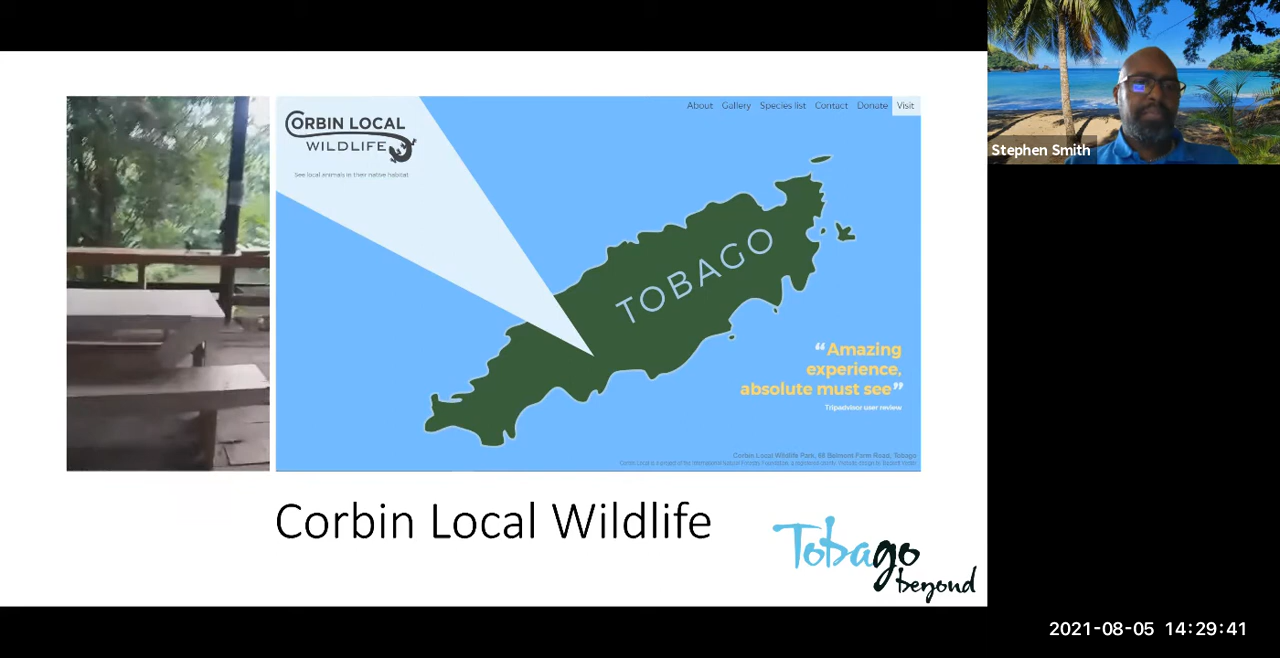 About Gallery Species list Contact Donate Visit
CORBIN LOCAL
WILDLIFE
See local animals in their native habitat
TOBAGO
“Amazing
experience,
absolute must see”
Tripadvisor user review
Corbin Local Wildlife Park, 68 Belmont Farm Road, Tobago
Corbin Local Wildlife
Tobago
beyond
Stephen Smith
2021-08-05 14:29:41